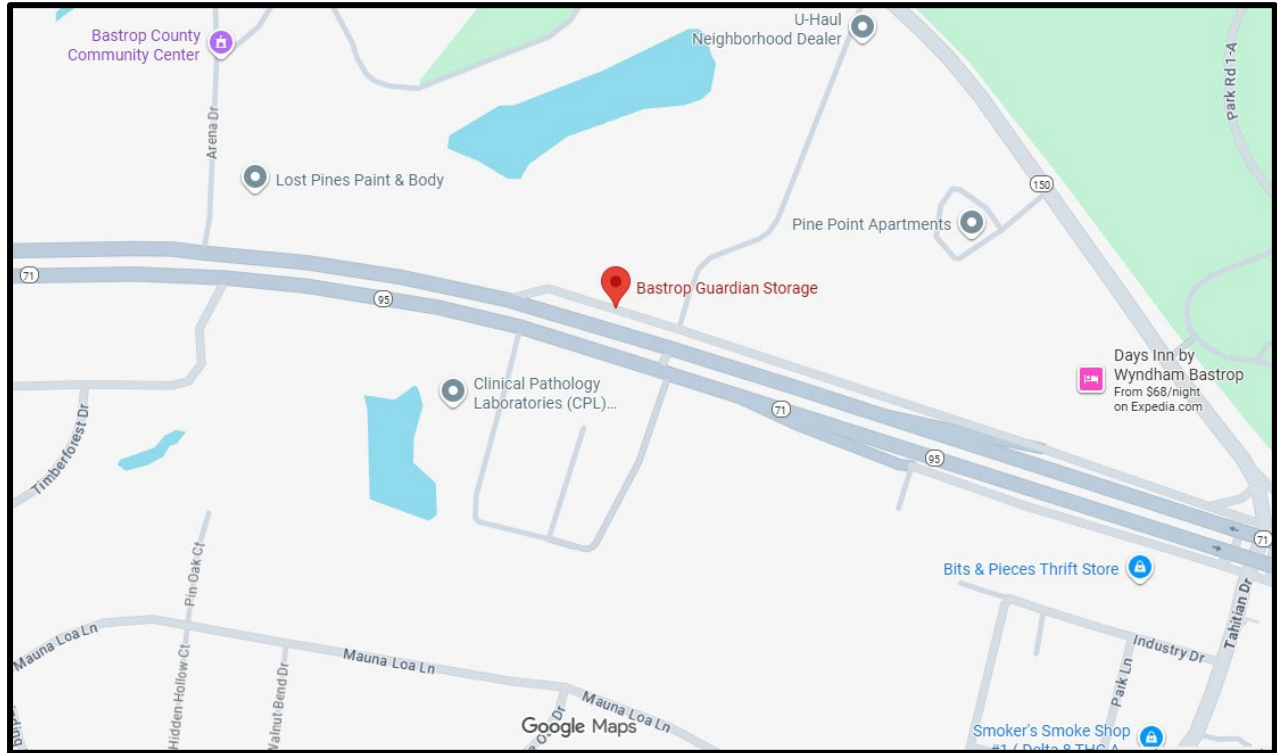 Bastrop County
Community Center
U-Haul
Neighborhood Dealer
Park Rd 1-A
Arena Dr
Lost Pines Paint & Body
150
Pine Point Apartments
71
95
Bastrop Guardian Storage
Days Inn by
Wyndham Bastrop
From $68/night
on Expedia.com
Clinical Pathology
Laboratories (CPL)...
71
95
Timberforest Dr
71
Bits & Pieces Thrift Store
Pin Oak Ct
Tahitian Dr
Industry Dr
Mauna Loa Ln
Mauna Loa Ln
Mauna Loa Ln
Hidden Hollow Ct
Walnut Bend Dr
Park Ln
Dr
Google Maps
Smoker's Smoke Shop
#1 ( Delta 8 THC A